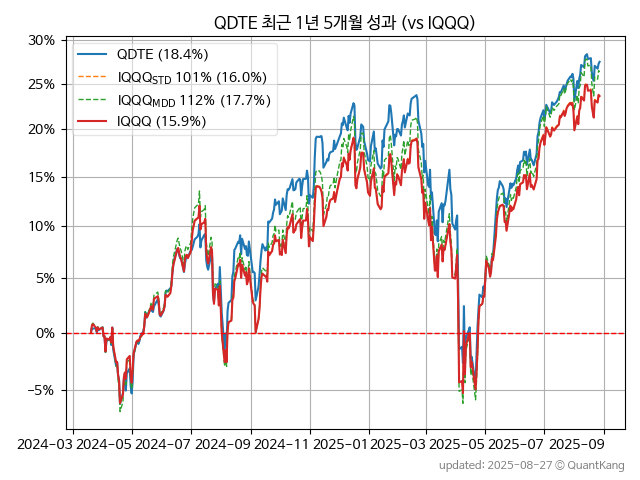 QDTE 최근 1년 5개월 성과 (vs IQQQ)
30%
25%
20%
15%
10%
5%
0%
−5%
QDTE (18.4%)
IQQQSTD 101% (16.0%)
IQQQMDD 112% (17.7%)
IQQQ (15.9%)
2024-03 2024-05 2024-07 2024-09 2024-11 2025-01 2025-03 2025-05 2025-07 2025-09
updated: 2025-08-27 © QuantKang